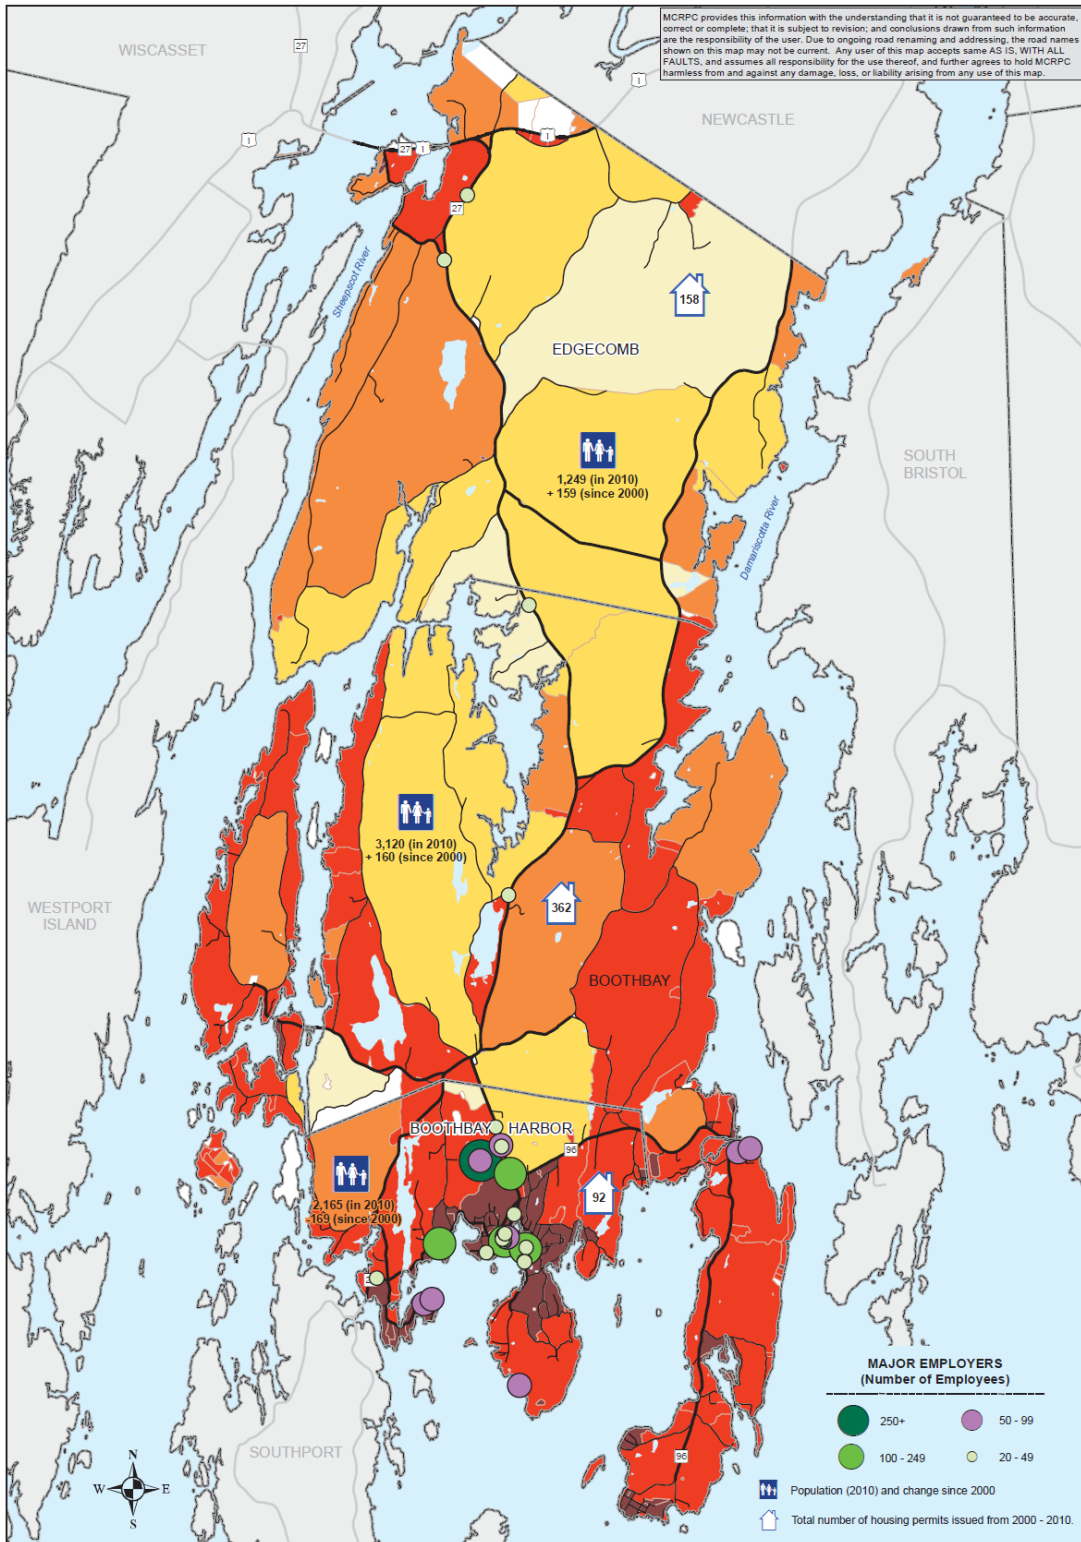 MCRPC provides this information with the understanding that it is not guaranteed to be accurate,
correct or complete; that it is subject to revision; and conclusions drawn from such information
are the responsibility of the user. Due to ongoing road renaming and addressing, the road names
shown on this map may not be current. Any user of this map accepts same AS IS, WITH ALL
FAULTS, and assumes all responsibility for the use thereof, and further agrees to hold MCRPC
harmless from and against any damage, loss, or liability arising from any use of this map.
WISCASSET
27
1
NEWCASTLE
1
1
27 1
27
Sheepscot River
158
EDGECOMB
1,249 (in 2010)
+ 159 (since 2000)
SOUTH
BRISTOL
Damariscotta River
3,120 (in 2010)
+ 160 (since 2000)
WESTPORT
ISLAND
362
BOOTHBAY
BOOTHBAY HARBOR
96
2,165 (in 2010)
-169 (since 2000)
92
MAJOR EMPLOYERS
(Number of Employees)
250+
50 - 99
100 - 249
20 - 49
Population (2010) and change since 2000
Total number of housing permits issued from 2000 - 2010.
SOUTHPORT
96
N
W E
S